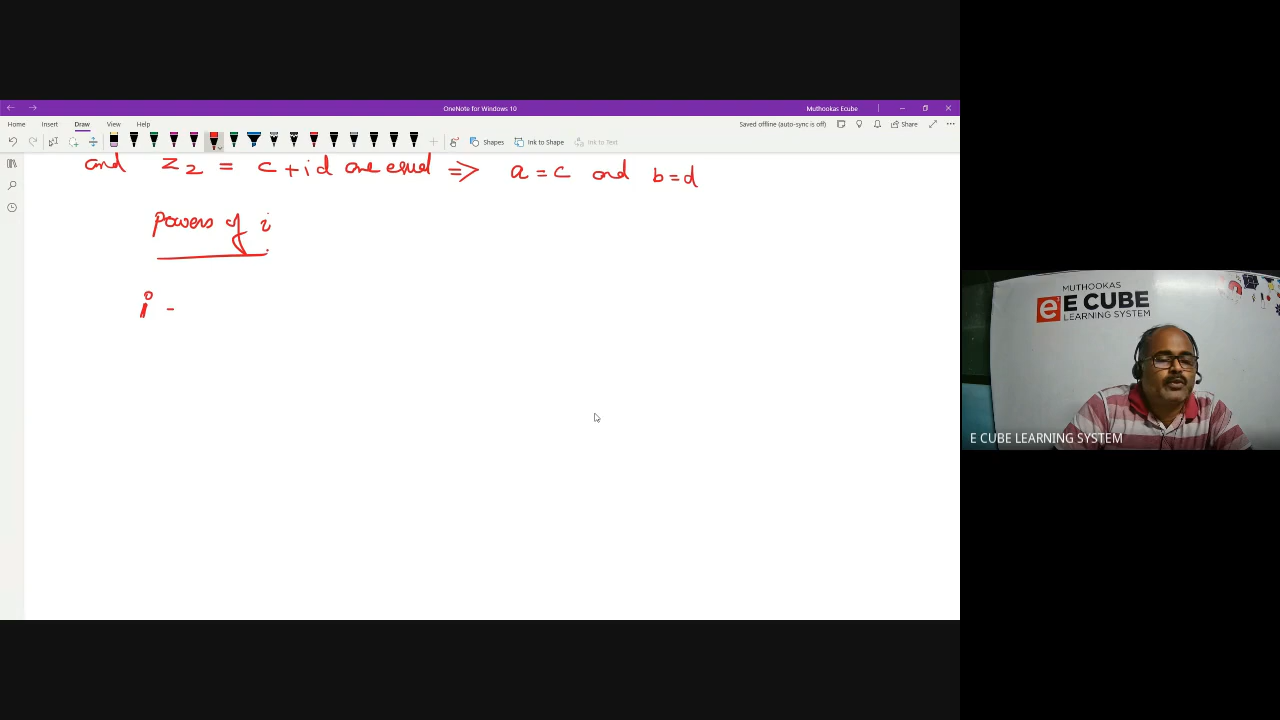 OneNote for Windows 10
Muthookas Ecube
Home Insert Draw View Help
Saved offline (auto-sync is off)
Share
Shapes
Ink to Shape
Ink to Text
and z2 = c + id are equal => a = c and b = d
Powers of i
i -
MUTHOOKAS
e3 E CUBE
LEARNING SYSTEM
E CUBE LEARNING SYSTEM